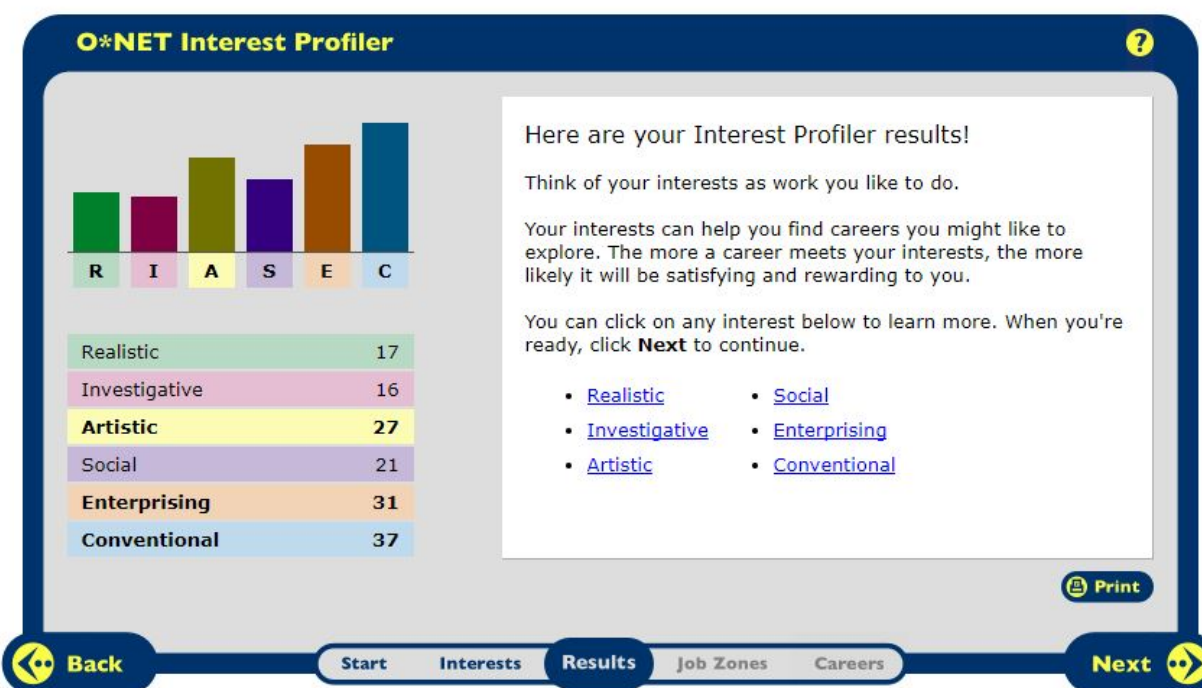 O*NET Interest Profiler
?
R I A S E C
Realistic 17
Investigative 16
Artistic 27
Social 21
Enterprising 31
Conventional 37
Here are your Interest Profiler results!
Think of your interests as work you like to do.
Your interests can help you find careers you might like to
explore. The more a career meets your interests, the more
likely it will be satisfying and rewarding to you.
You can click on any interest below to learn more. When you're
ready, click Next to continue.
• Realistic • Social
• Investigative • Enterprising
• Artistic • Conventional
Print
Back Start Interests Results Job Zones Careers Next